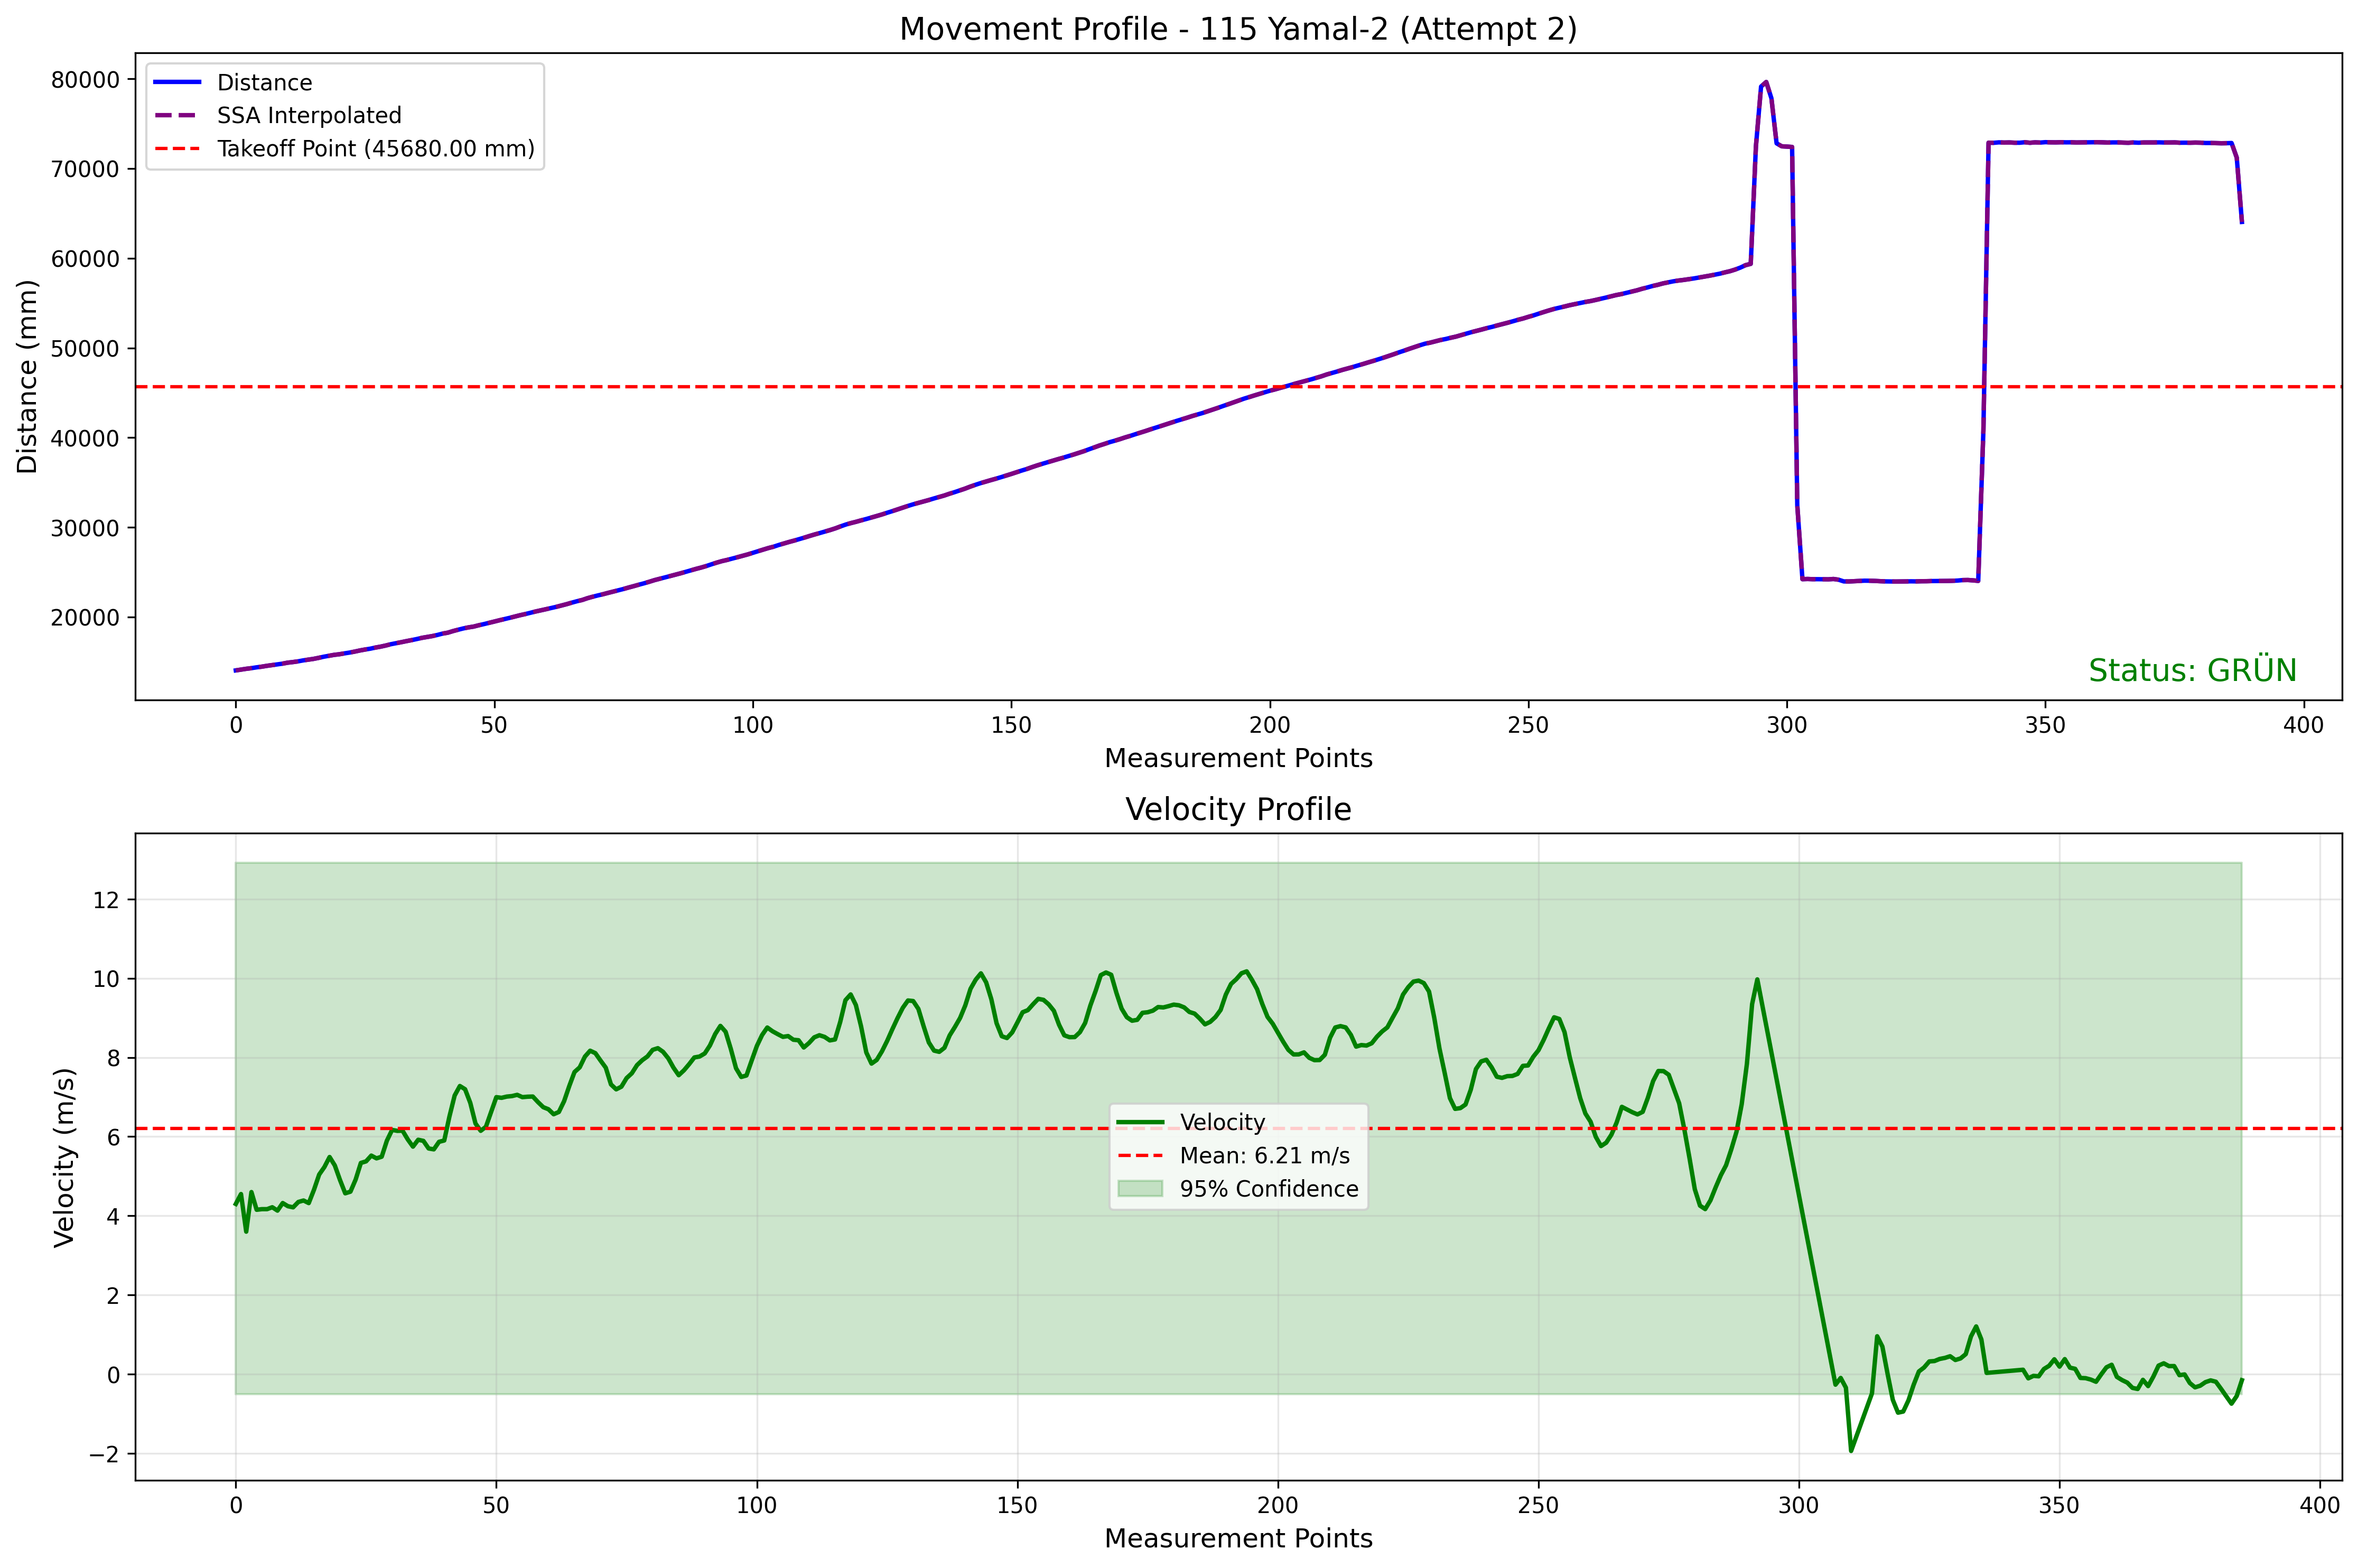 Movement Profile - 115 Yamal-2 (Attempt 2)
Distance
SSA Interpolated
Takeoff Point (45680.00 mm)
Distance (mm)
80000
70000
60000
50000
40000
30000
20000
Status: GRÜN
0 50 100 150 200 250 300 350 400
Measurement Points
Velocity Profile
Velocity (m/s)
12
10
8
6
4
2
0
−2
Velocity
Mean: 6.21 m/s
95% Confidence
0 50 100 150 200 250 300 350 400
Measurement Points